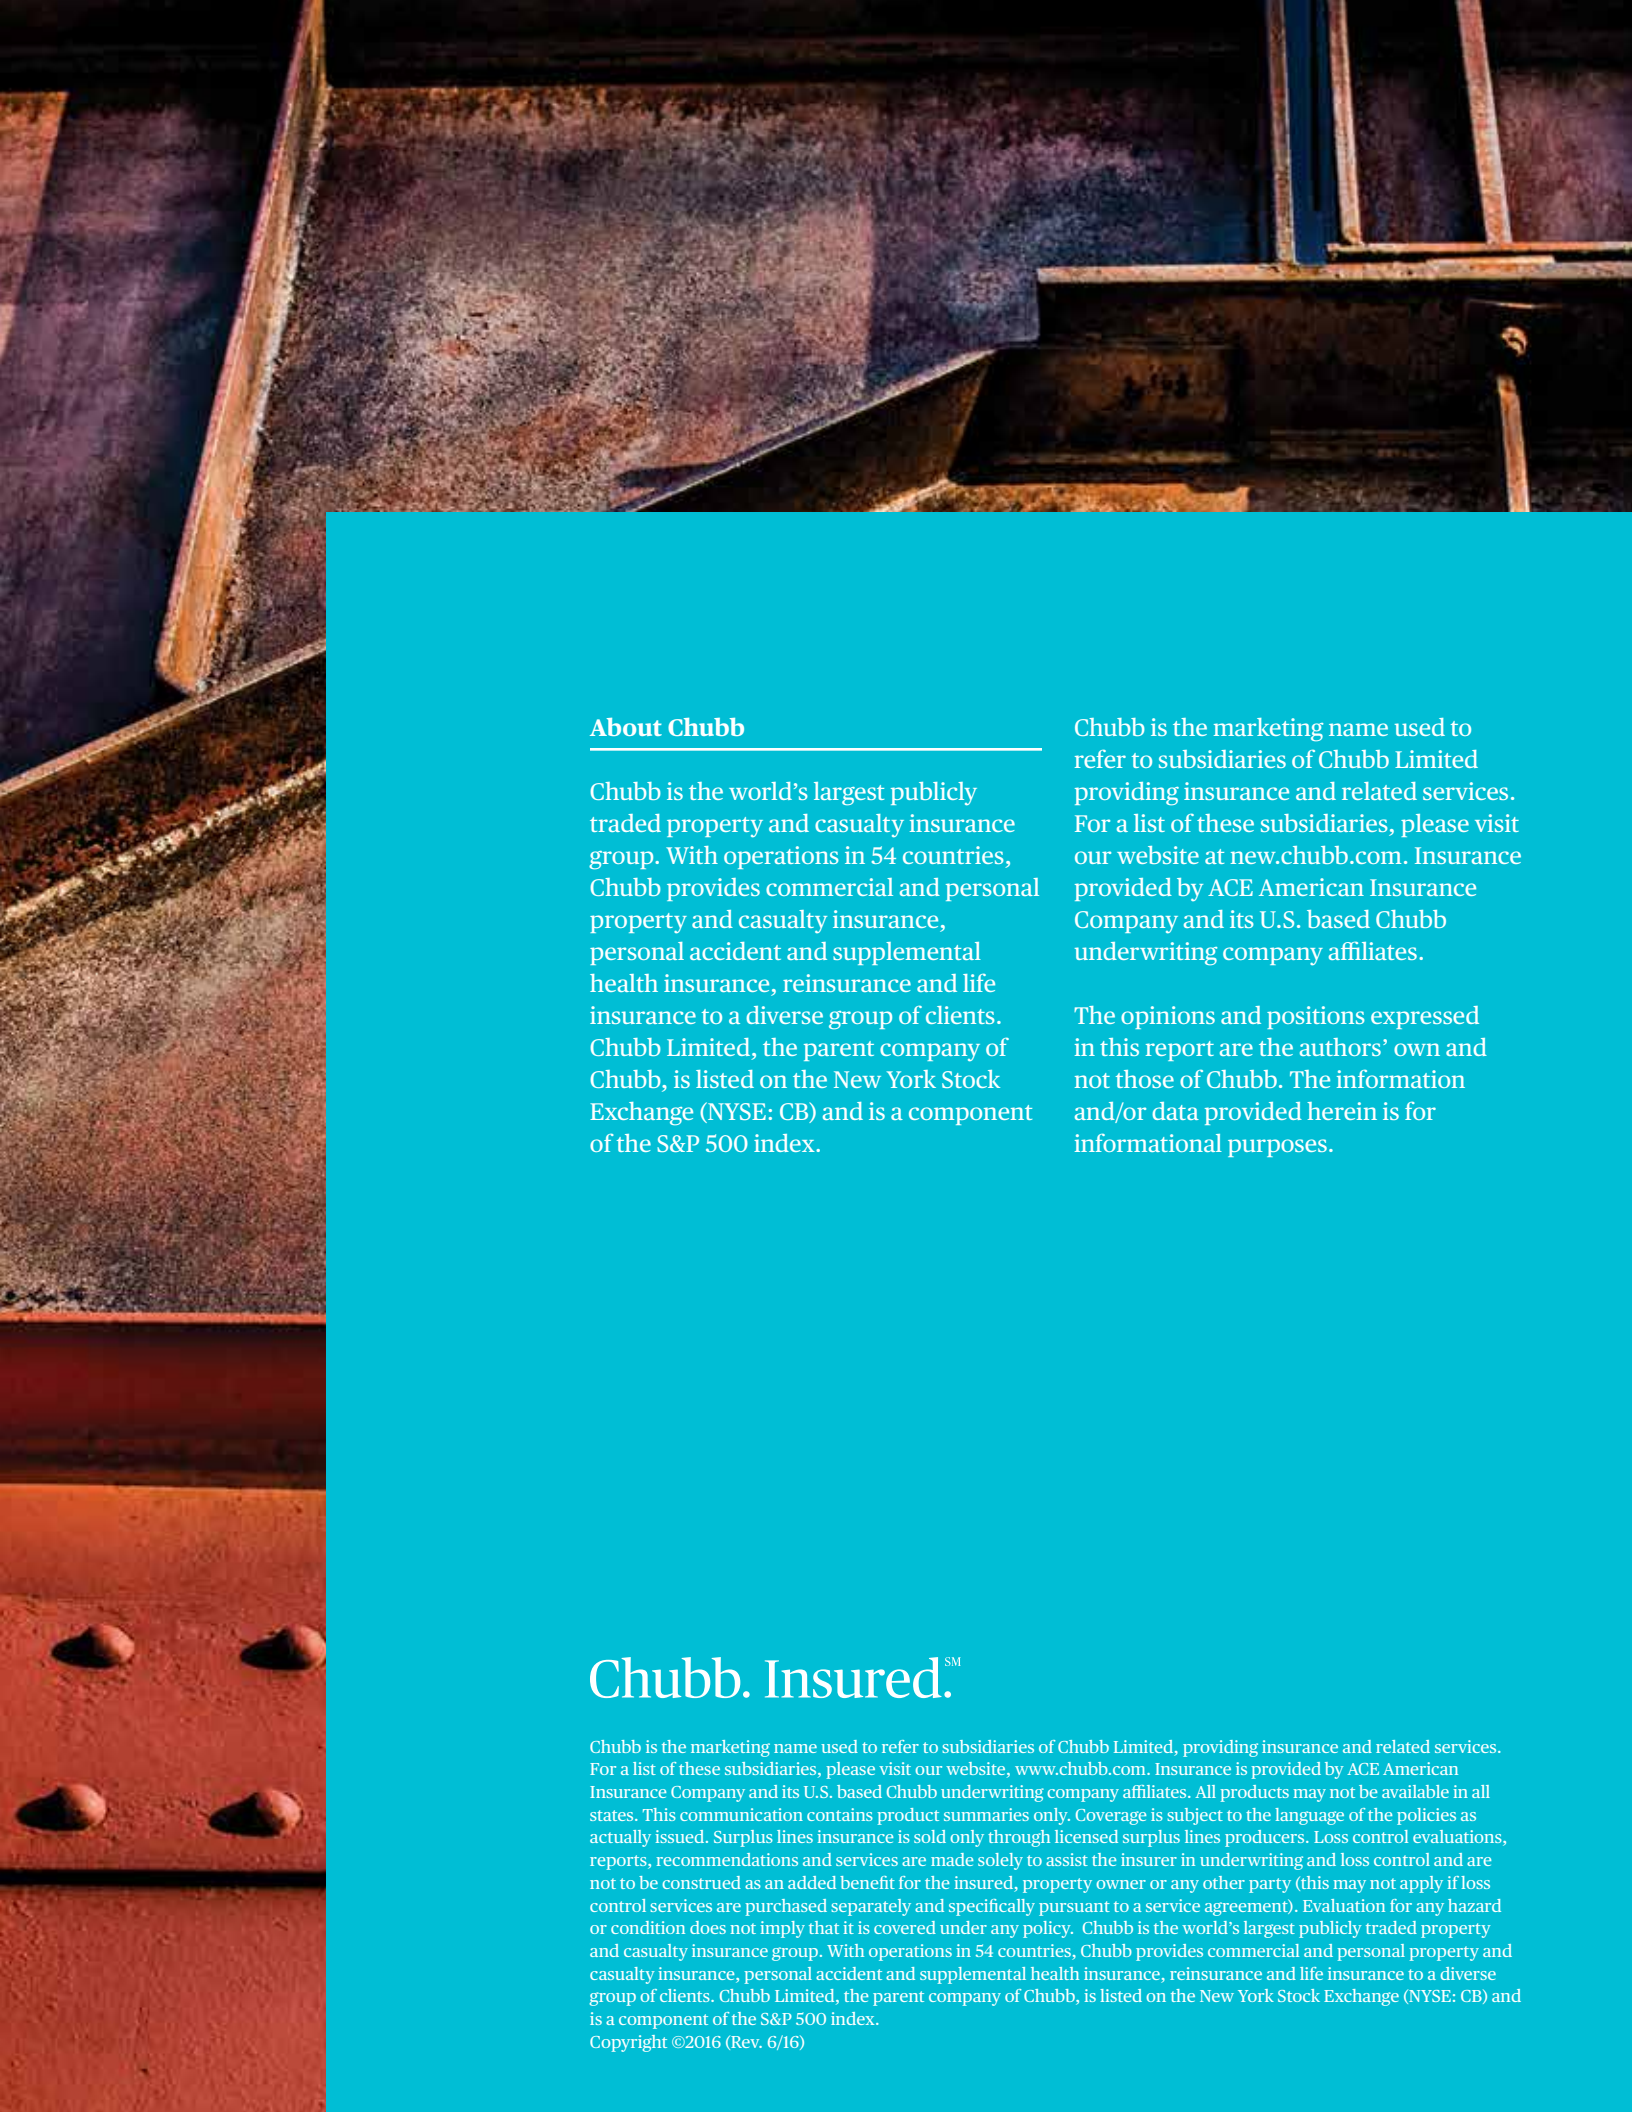 About Chubb
Chubb is the world’s largest publicly
traded property and casualty insurance
group. With operations in 54 countries,
Chubb provides commercial and personal
property and casualty insurance,
personal accident and supplemental
health insurance, reinsurance and life
insurance to a diverse group of clients.
Chubb Limited, the parent company of
Chubb, is listed on the New York Stock
Exchange (NYSE: CB) and is a component
of the S&P 500 index.
Chubb is the marketing name used to
refer to subsidiaries of Chubb Limited
providing insurance and related services.
For a list of these subsidiaries, please visit
our website at new.chubb.com. Insurance
provided by ACE American Insurance
Company and its U.S. based Chubb
underwriting company affiliates.
The opinions and positions expressed
in this report are the authors’ own and
not those of Chubb. The information
and/or data provided herein is for
informational purposes.
Chubb. Insured.℠
Chubb is the marketing name used to refer to subsidiaries of Chubb Limited, providing insurance and related services.
For a list of these subsidiaries, please visit our website, www.chubb.com. Insurance is provided by ACE American
Insurance Company and its U.S. based Chubb underwriting company affiliates. All products may not be available in all
states. This communication contains product summaries only. Coverage is subject to the language of the policies as
actually issued. Surplus lines insurance is sold only through licensed surplus lines producers. Loss control evaluations,
reports, recommendations and services are made solely to assist the insurer in underwriting and loss control and are
not to be construed as an added benefit for the insured, property owner or any other party (this may not apply if loss
control services are purchased separately and specifically pursuant to a service agreement). Evaluation for any hazard
or condition does not imply that it is covered under any policy.  Chubb is the world’s largest publicly traded property
and casualty insurance group. With operations in 54 countries, Chubb provides commercial and personal property and
casualty insurance, personal accident and supplemental health insurance, reinsurance and life insurance to a diverse
group of clients. Chubb Limited, the parent company of Chubb, is listed on the New York Stock Exchange (NYSE: CB) and
is a component of the S&P 500 index.
Copyright ©2016 (Rev. 6/16)